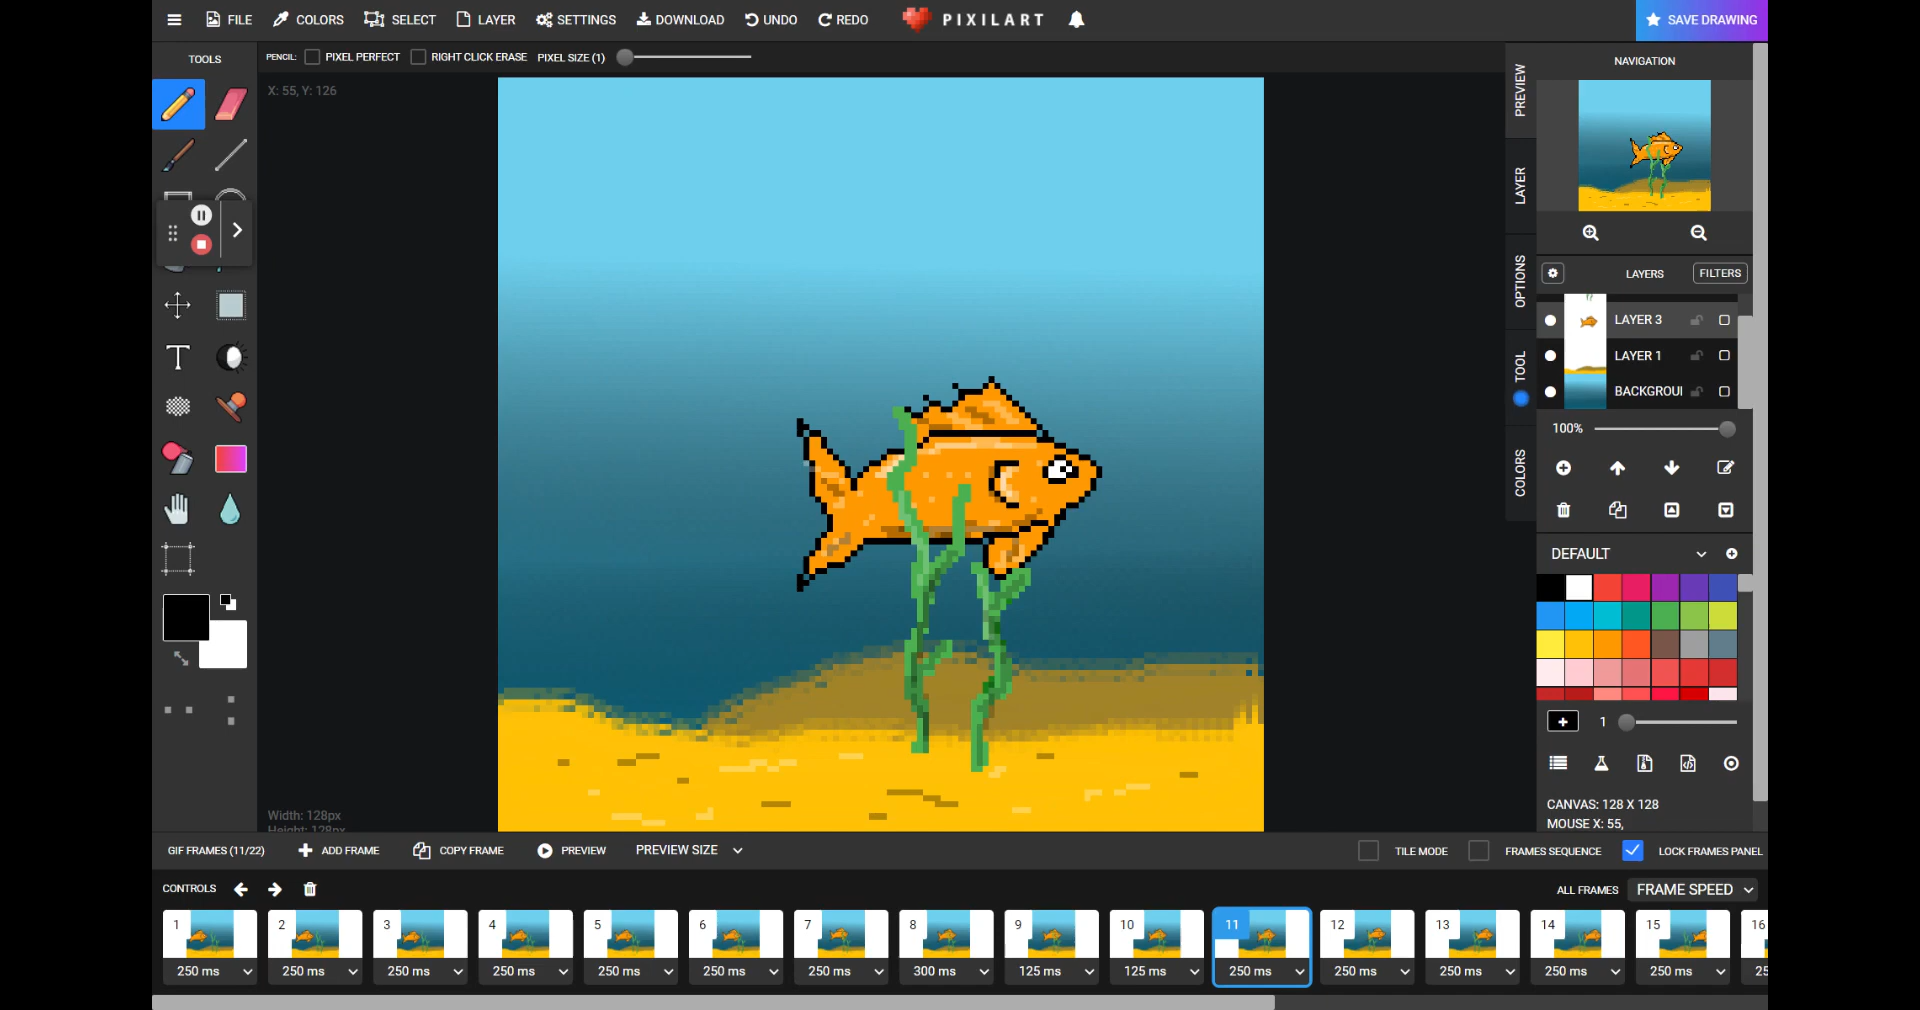 FILE COLORS SELECT LAYER SETTINGS DOWNLOAD UNDO REDO PIXILART SAVE DRAWING
TOOLS
PENCIL: PIXEL PERFECT RIGHT CLICK ERASE PIXEL SIZE (1)
X: 55, Y: 126
T
Width: 128px
Height: 128px
PREVIEW
LAYER
OPTIONS
TOOL
COLORS
NAVIGATION
LAYERS FILTERS
LAYER 3
LAYER 1
BACKGROU
100%
DEFAULT
1
CANVAS: 128 X 128
MOUSE X: 55,
GIF FRAMES (11/22) ADD FRAME COPY FRAME PREVIEW PREVIEW SIZE TILE MODE FRAMES SEQUENCE LOCK FRAMES PANEL
CONTROLS ALL FRAMES FRAME SPEED
1 2 3 4 5 6 7 8 9 10 11 12 13 14 15 16
250 ms 250 ms 250 ms 250 ms 250 ms 250 ms 250 ms 300 ms 125 ms 125 ms 250 ms 250 ms 250 ms 250 ms 250 ms 25